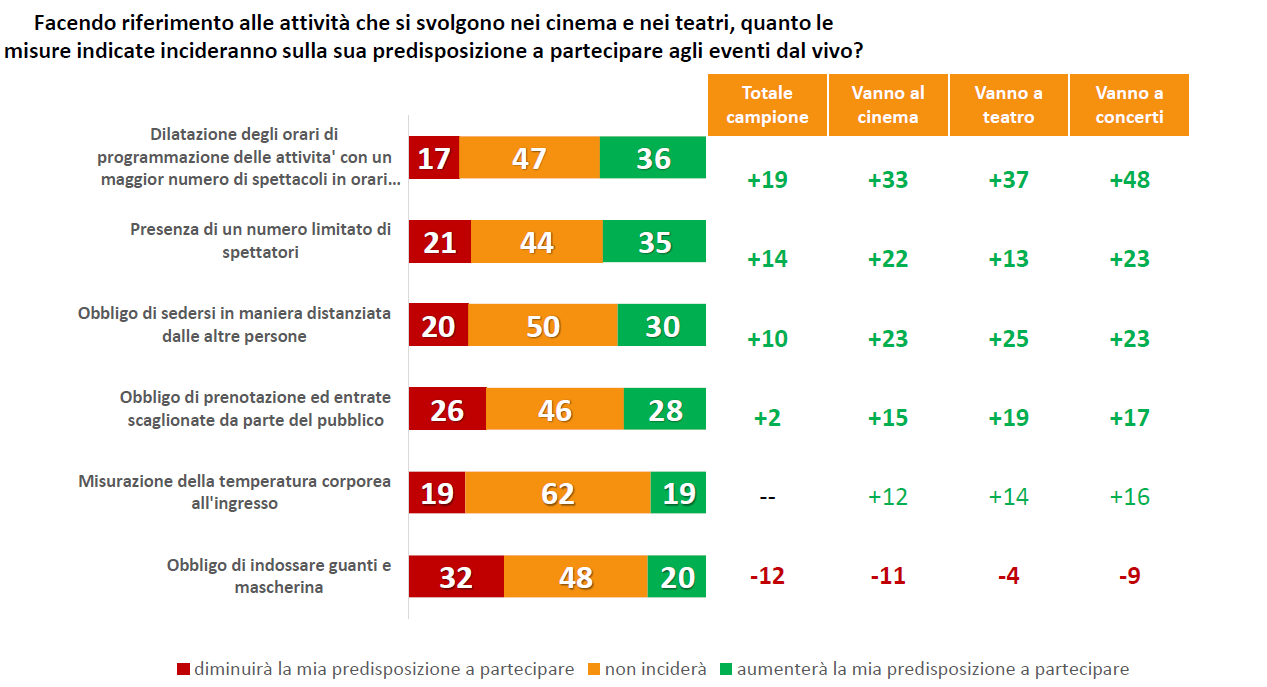 Facendo riferimento alle attività che si svolgono nei cinema e nei teatri, quanto le
misure indicate incideranno sulla sua predisposizione a partecipare agli eventi dal vivo?
Totale campione
Vanno al cinema
Vanno a teatro
Vanno a concerti
Dilatazione degli orari di
programmazione delle attivita' con un
maggior numero di spettacoli in orari...
17 47 36 +19 +33 +37 +48
Presenza di un numero limitato di
spettatori
21 44 35 +14 +22 +13 +23
Obbligo di sedersi in maniera distanziata
dalle altre persone
20 50 30 +10 +23 +25 +23
Obbligo di prenotazione ed entrate
scaglionate da parte del pubblico
26 46 28 +2 +15 +19 +17
Misurazione della temperatura corporea
all'ingresso
19 62 19 -- +12 +14 +16
Obbligo di indossare guanti e
mascherina
32 48 20 -12 -11 -4 -9
diminuirà la mia predisposizione a partecipare non inciderà aumenterà la mia predisposizione a partecipare